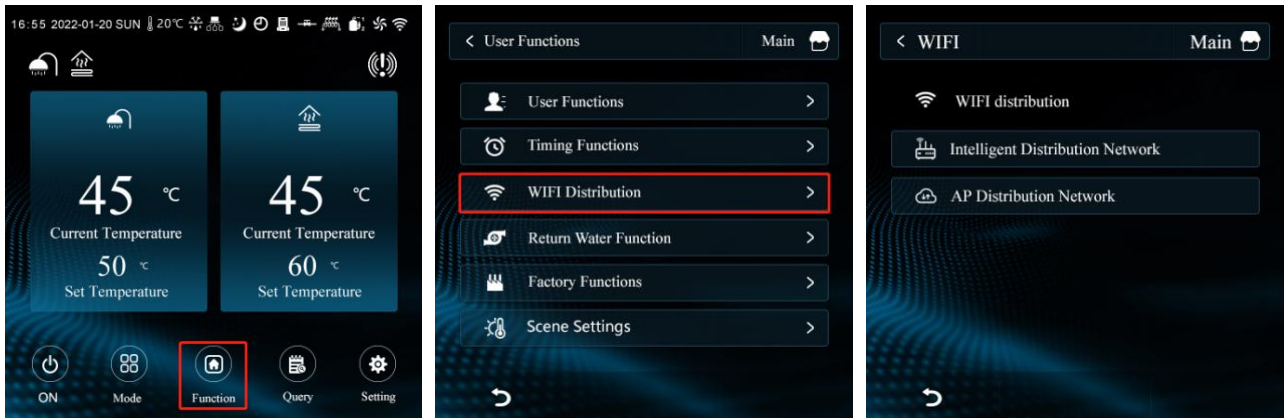 16:55 2022-01-20 SUN 20℃
45 ℃
Current Temperature
50 ℃
Set Temperature
45 ℃
Current Temperature
60 ℃
Set Temperature
ON
Mode
Function
Query
Setting
< User Functions
Main
User Functions >
Timing Functions >
WIFI Distribution >
Return Water Function >
Factory Functions >
Scene Settings >
< WIFI
Main
WIFI distribution
Intelligent Distribution Network
AP Distribution Network